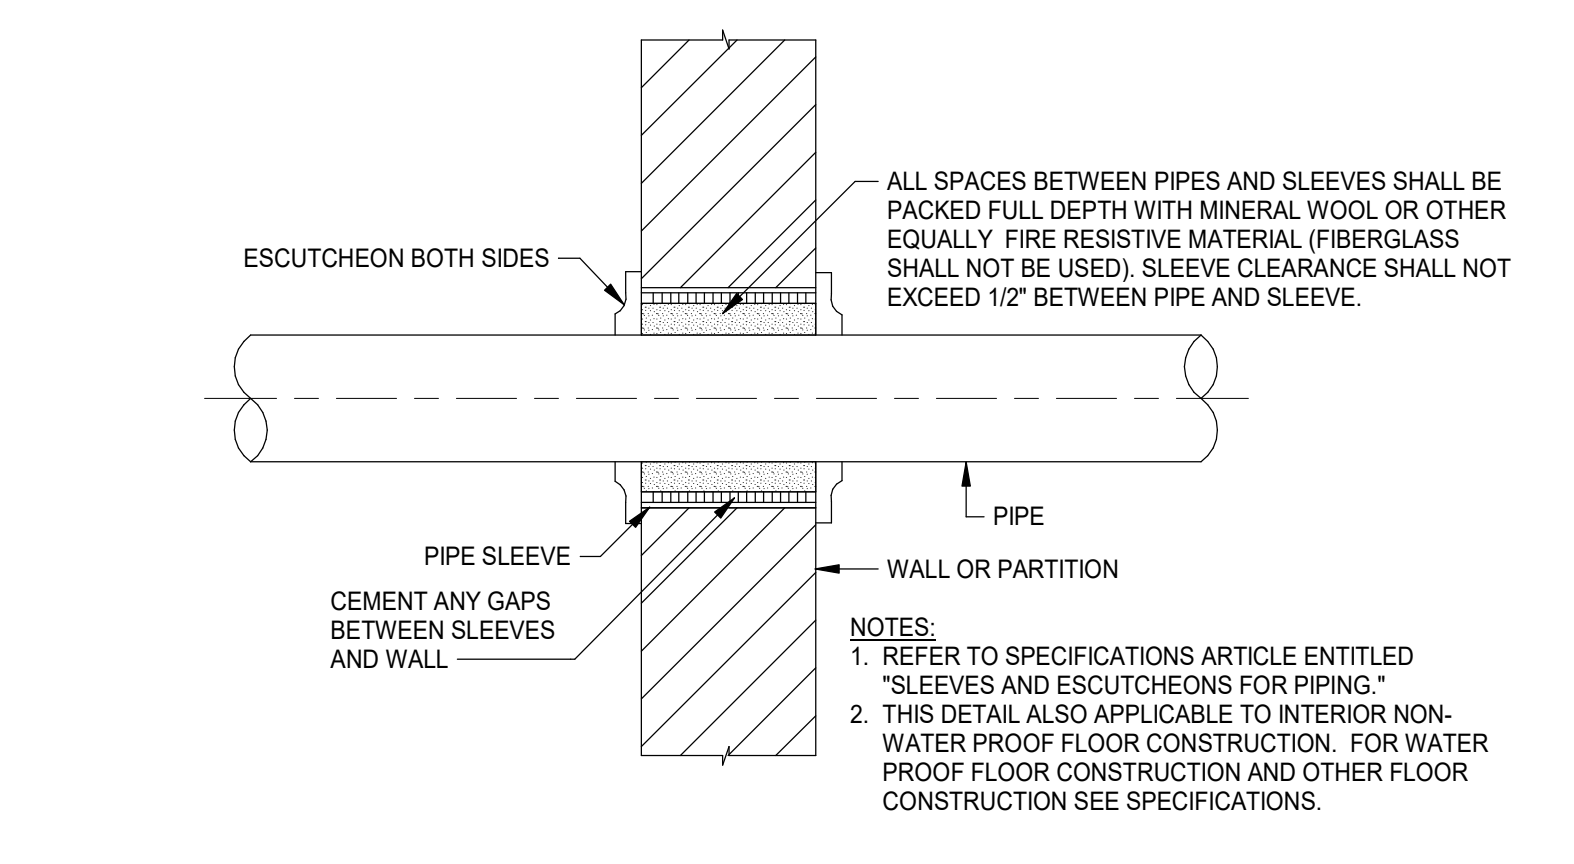 ALL SPACES BETWEEN PIPES AND SLEEVES SHALL BE
PACKED FULL DEPTH WITH MINERAL WOOL OR OTHER
EQUALLY  FIRE RESISTIVE MATERIAL (FIBERGLASS
SHALL NOT BE USED). SLEEVE CLEARANCE SHALL NOT
EXCEED 1/2" BETWEEN PIPE AND SLEEVE.
ESCUTCHEON BOTH SIDES
PIPE
PIPE SLEEVE
WALL OR PARTITION
CEMENT ANY GAPS
BETWEEN SLEEVES
AND WALL
NOTES:
1. REFER TO SPECIFICATIONS ARTICLE ENTITLED
"SLEEVES AND ESCUTCHEONS FOR PIPING."
2. THIS DETAIL ALSO APPLICABLE TO INTERIOR NON-
WATER PROOF FLOOR CONSTRUCTION.  FOR WATER
PROOF FLOOR CONSTRUCTION AND OTHER FLOOR
CONSTRUCTION SEE SPECIFICATIONS.